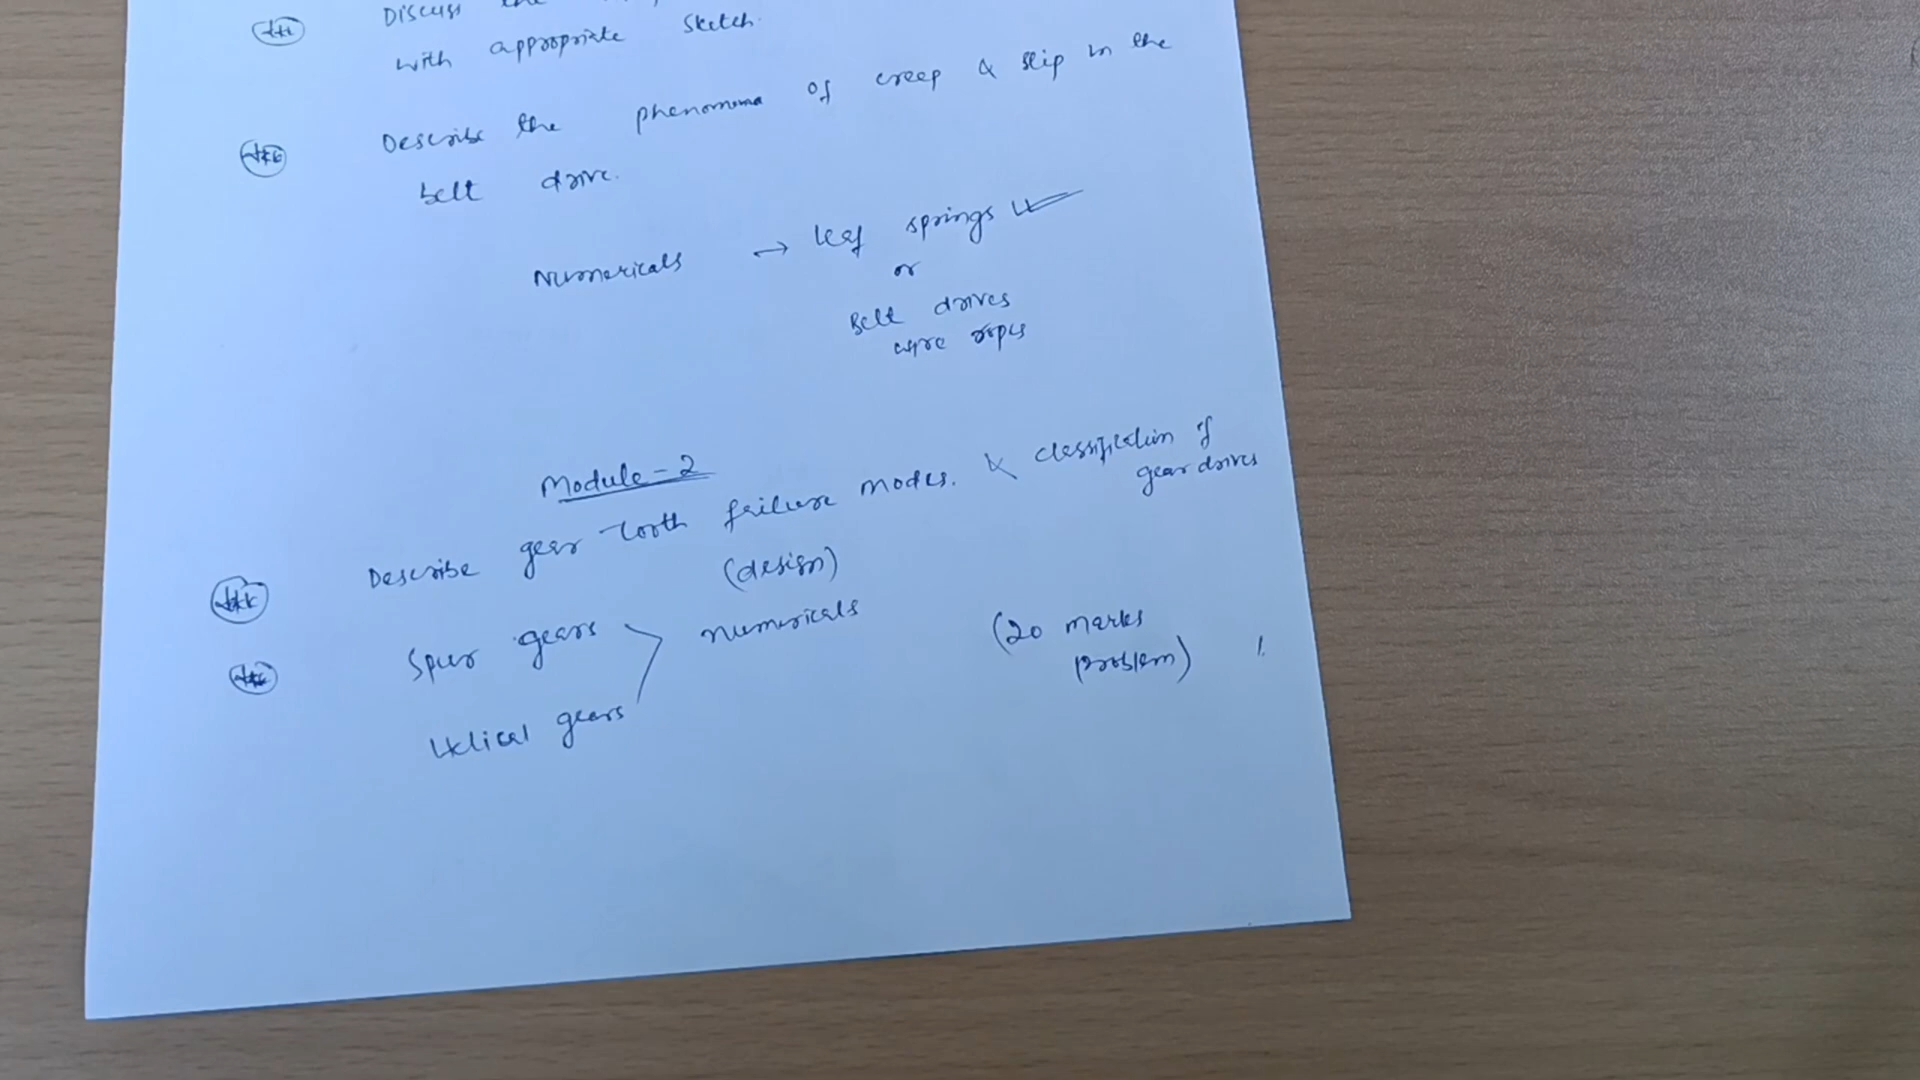 Discuss the
with appropriate sketch.
Describe the phenomena of creep & slip in the
belt drive.
Numericals → leaf springs
or
Belt drives
wire ropes
Module - 2
Describe gear tooth failure modes. & classification of
gear drives
(design)
Spur gears
numericals
(20 marks
problem)
Helical gears